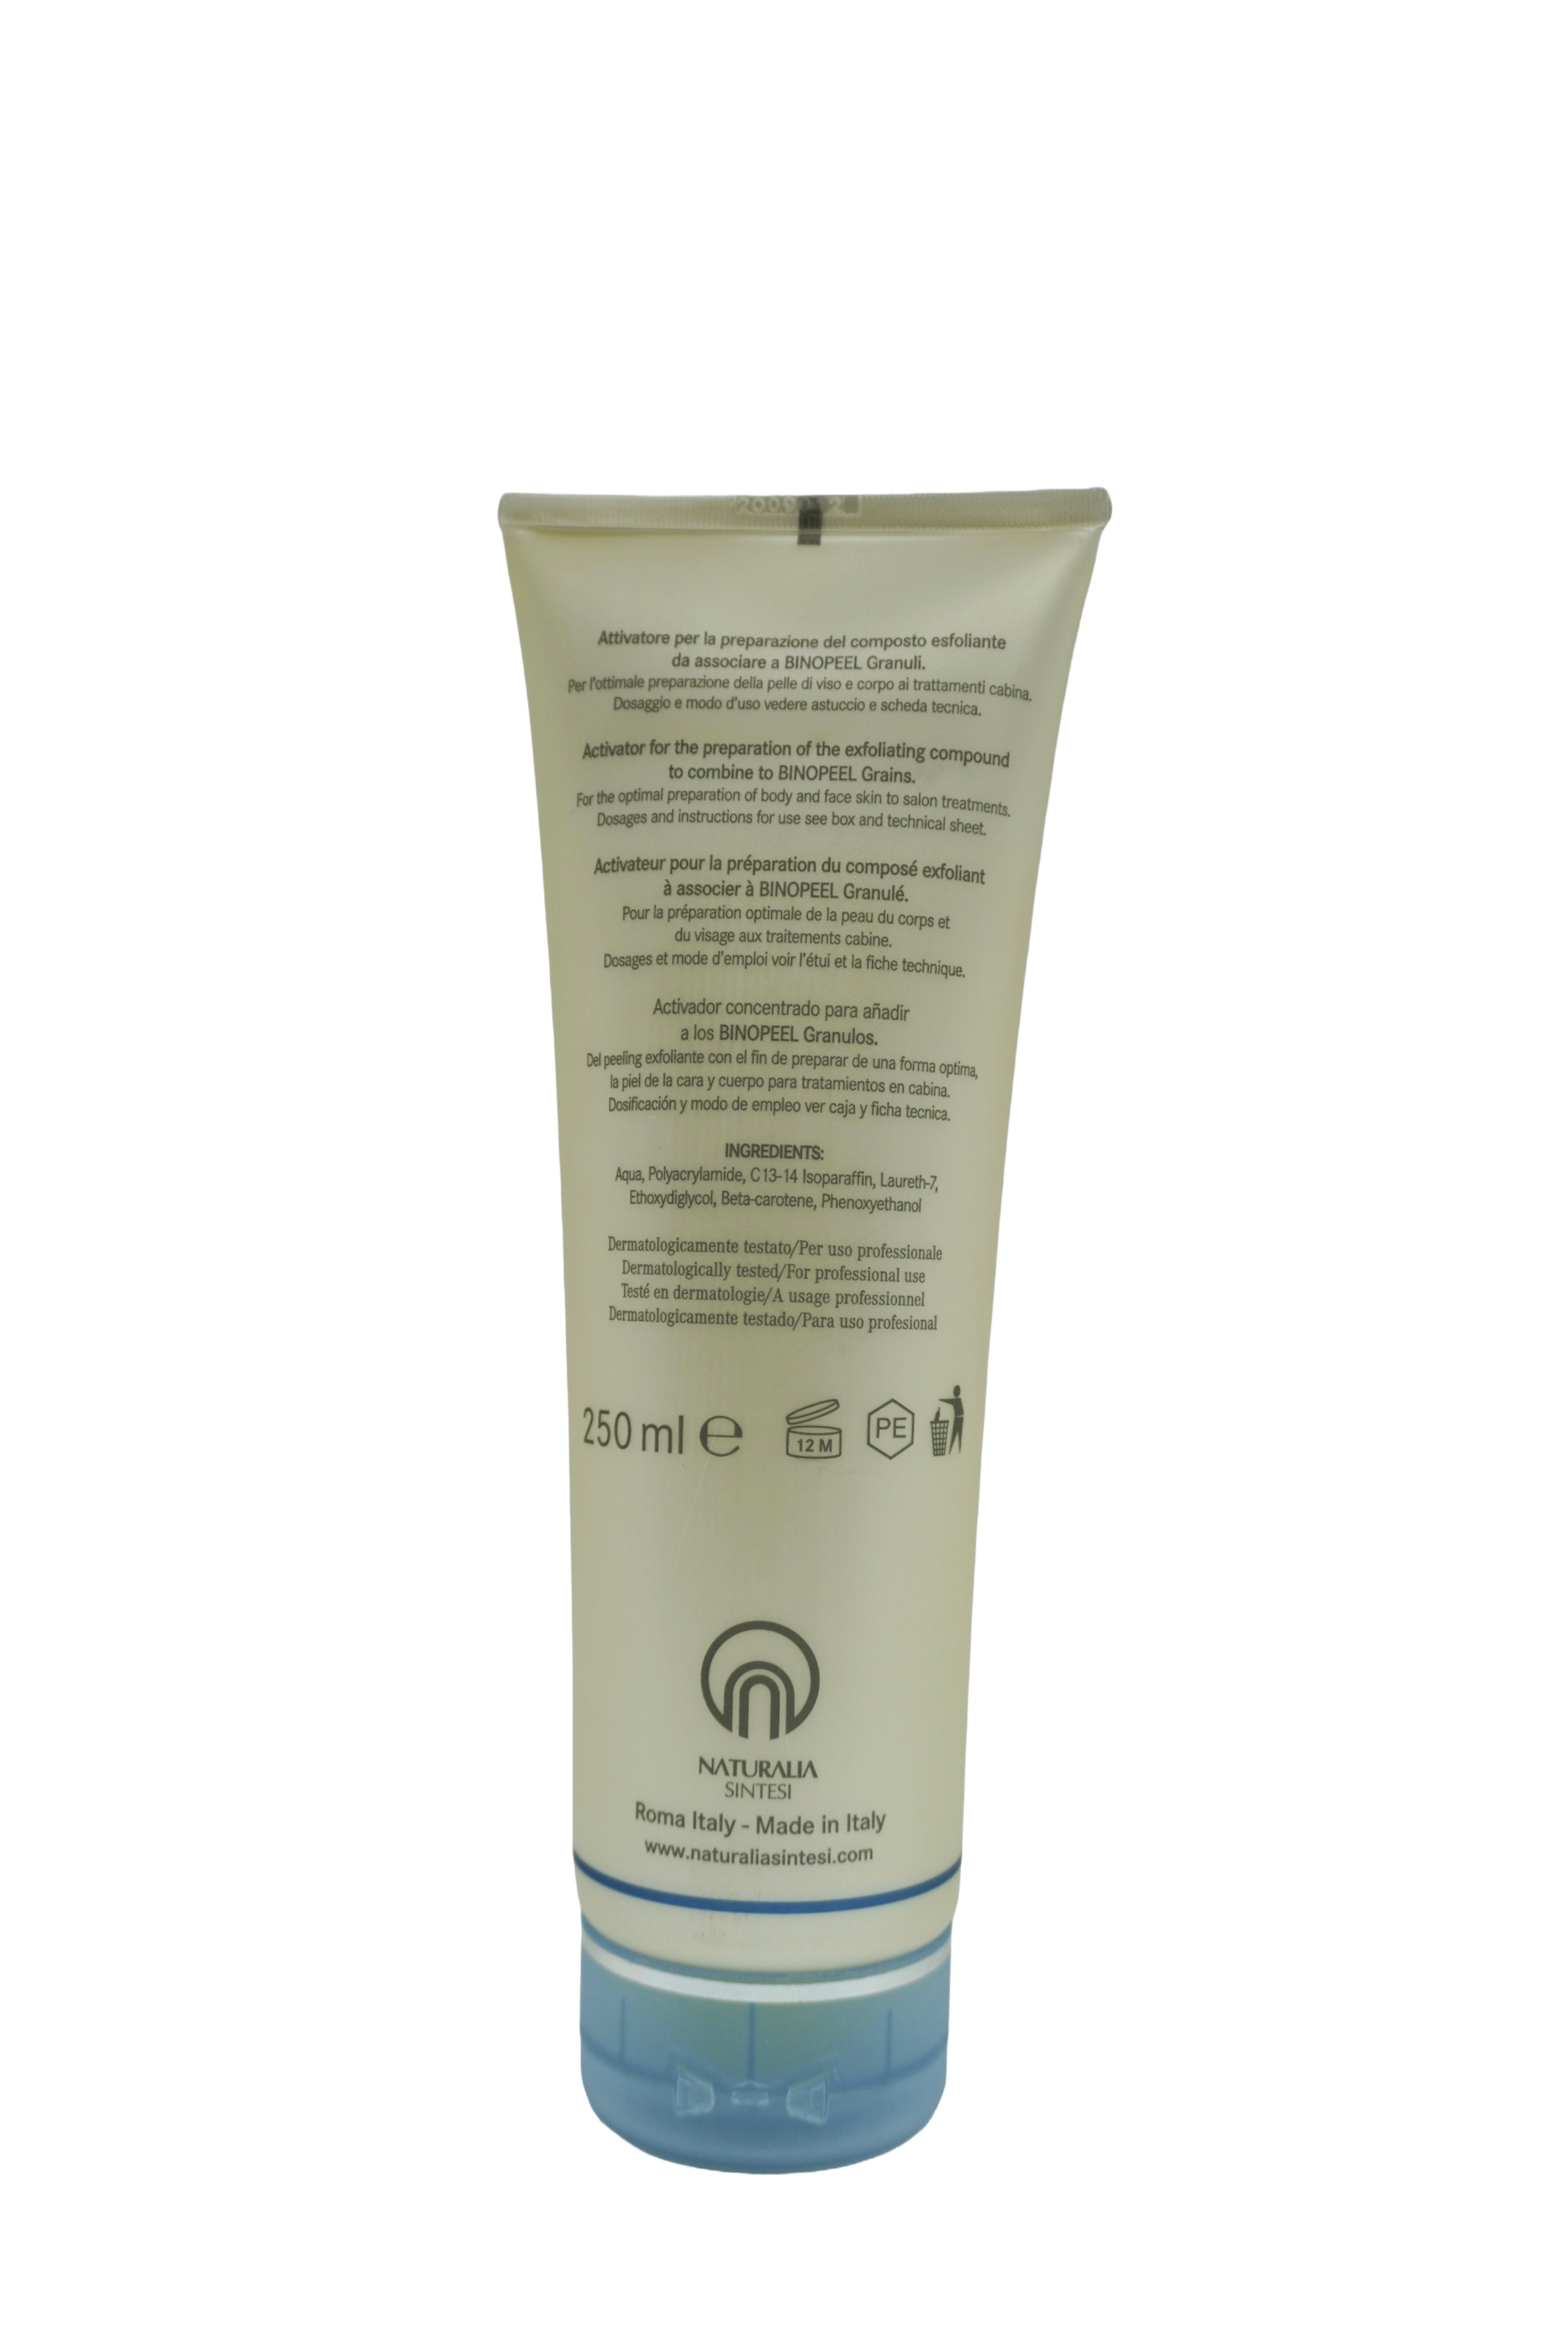 Attivatore per la preparazione del composto esfoliante
da associare a BINOPEEL Granuli.
Per l'ottimale preparazione della pelle di viso e corpo ai trattamenti cabina.
Dosaggio e modo d'uso vedere astuccio e scheda tecnica.
Activator for the preparation of the exfoliating compound
to combine to BINOPEEL Grains.
For the optimal preparation of body and face skin to salon treatments.
Dosages and instructions for use see box and technical sheet.
Activateur pour la préparation du composé exfoliant
à associer à BINOPEEL Granulé.
Pour la préparation optimale de la peau du corps et
du visage aux traitements cabine.
Dosages et mode d'emploi voir l'étui et la fiche technique.
Activador concentrado para añadir
a los BINOPEEL Granulos.
Del peeling exfoliante con el fin de preparar de una forma optima,
la piel de la cara y cuerpo para tratamientos en cabina.
Dosificación y modo de empleo ver caja y ficha tecnica.
INGREDIENTS:
Aqua, Polyacrylamide, C 13-14 Isoparaffin, Laureth-7,
Ethoxydiglycol, Beta-carotene, Phenoxyethanol
Dermatologicamente testato/Per uso professionale
Dermatologically tested/For professional use
Testé en dermatologie/A usage professionnel
Dermatologicamente testado/Para uso profesional
250 ml e 12 M PE
NATURALIA
SINTESI
Roma Italy - Made in Italy
www.naturaliasintesi.com